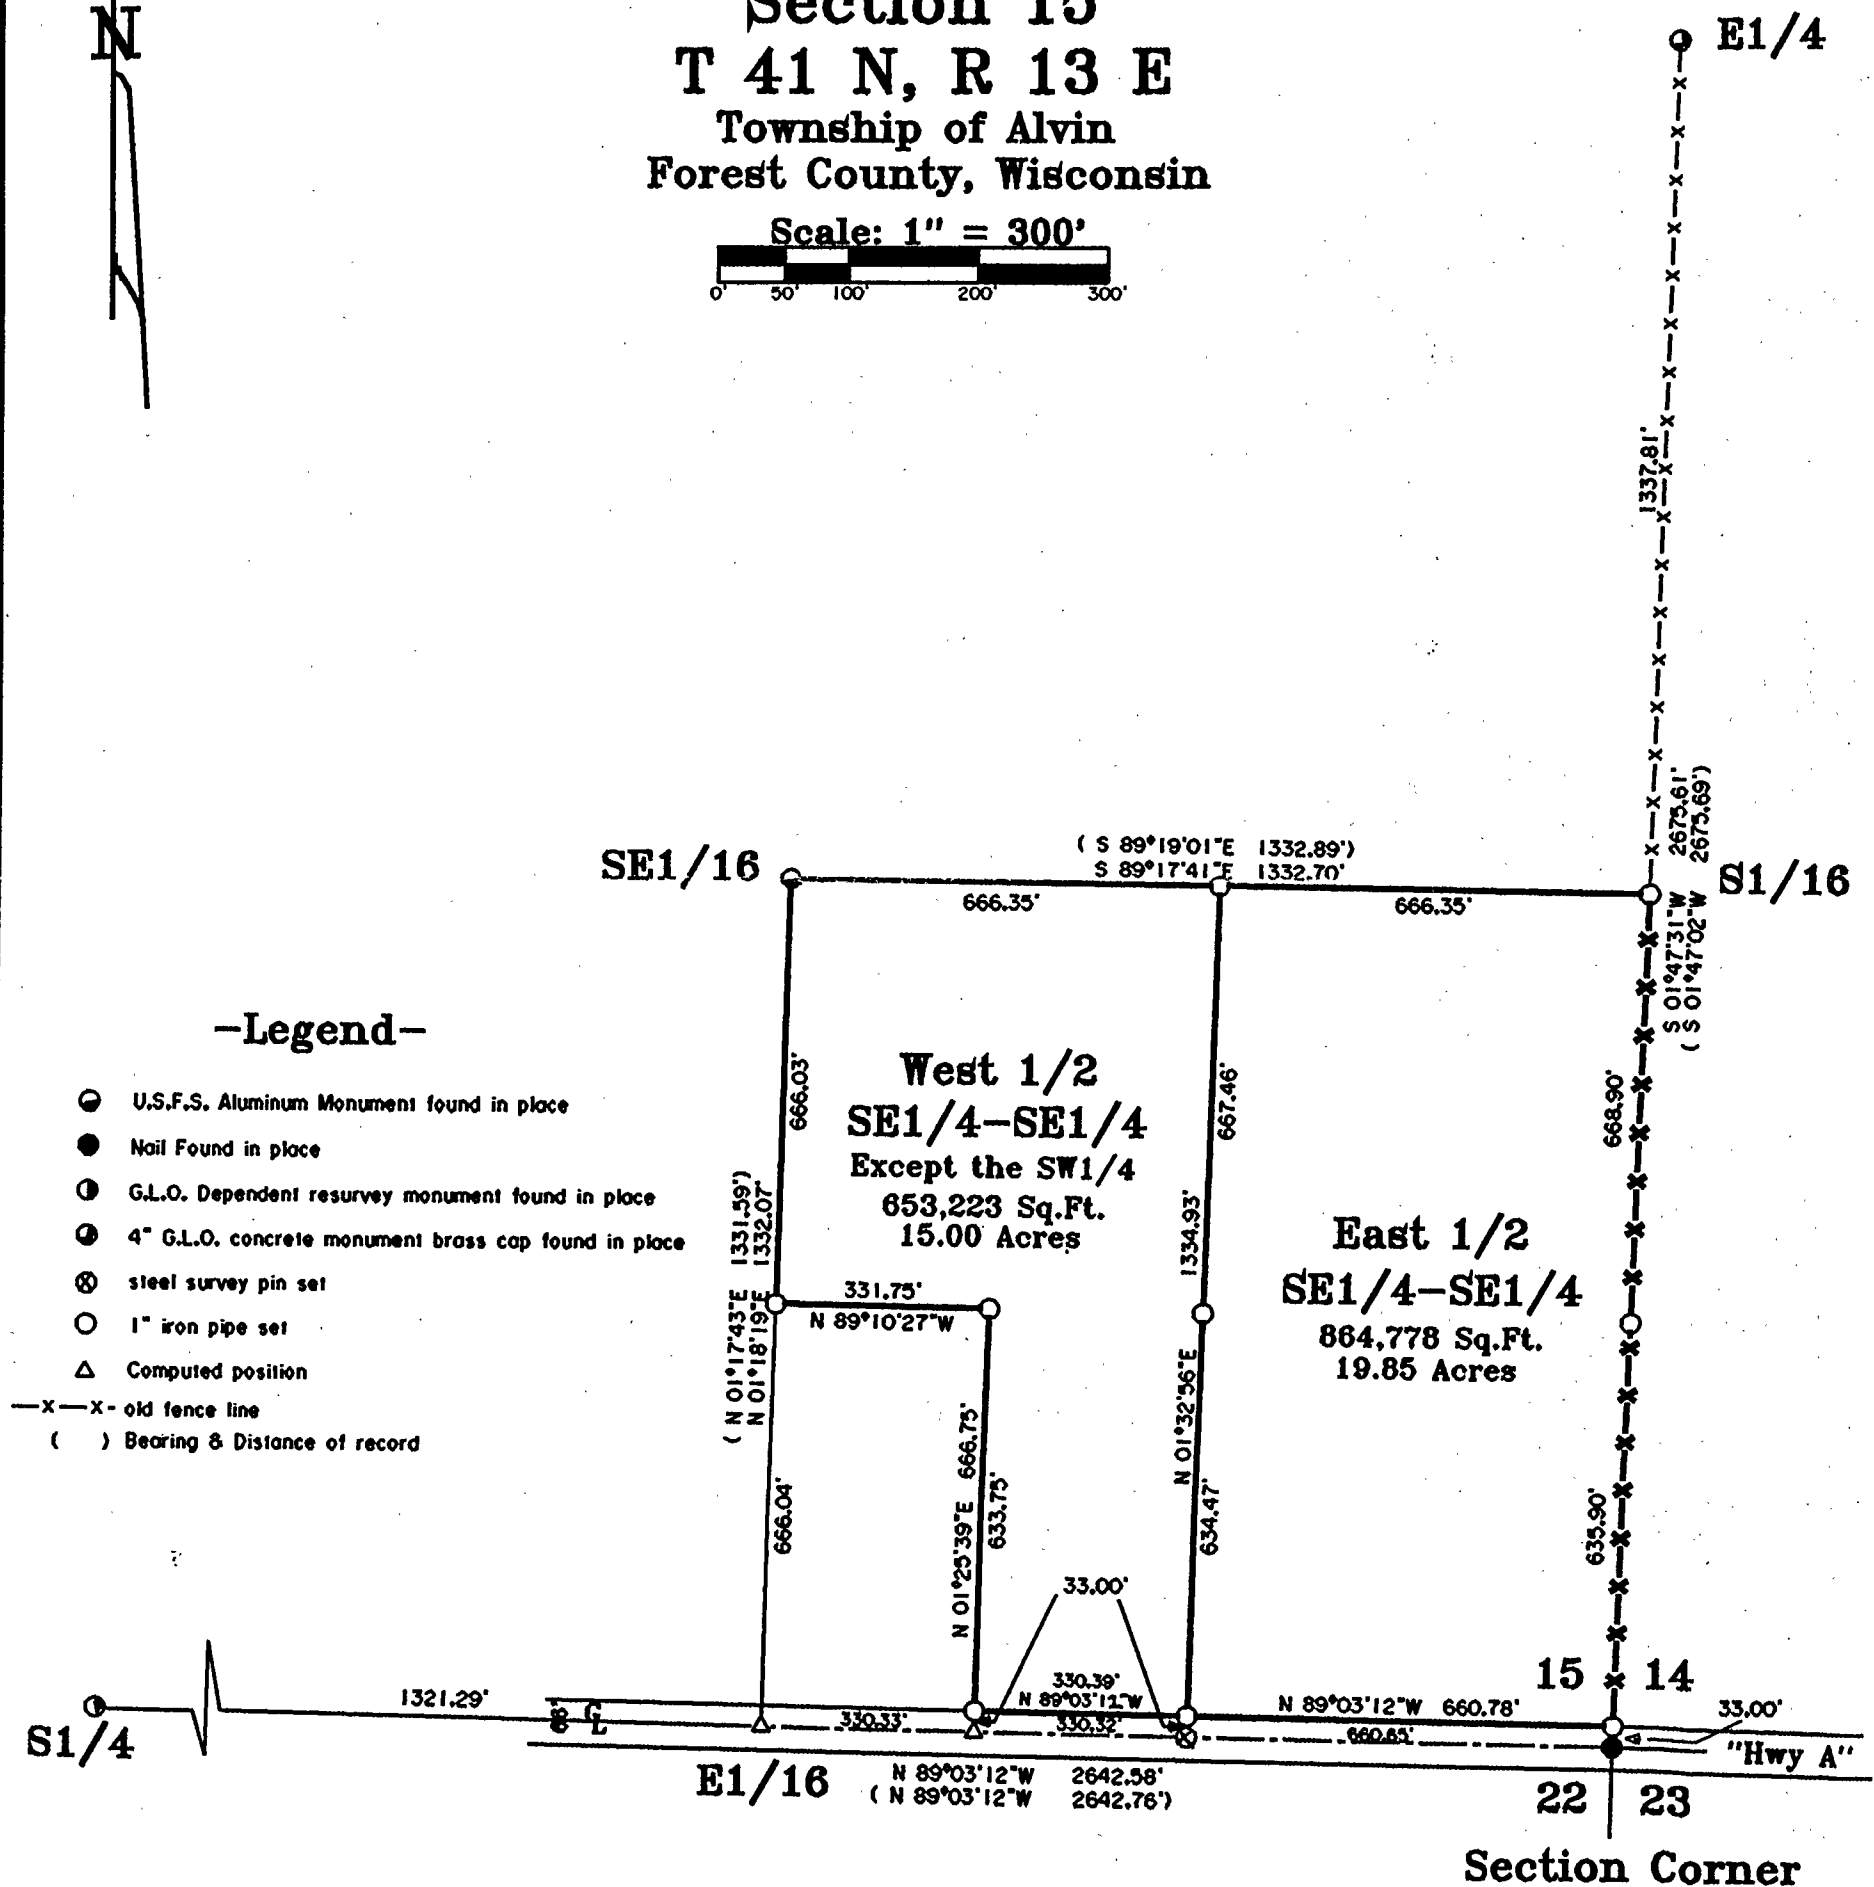 N
Section 15
T 41 N, R 13 E
Township of Alvin
Forest County, Wisconsin
Scale: 1" = 300'
0' 50' 100' 200' 300'
E1/4
1337.81'
2675.61'
2675.69')
S 01°47'31"W
( S 01°47'02"W
S1/16
SE1/16
( S 89°19'01"E 1332.89')
S 89°17'41"E 1332.70'
666.35'
666.35'
-Legend-
U.S.F.S. Aluminum Monument found in place
Nail Found in place
G.L.O. Dependent resurvey monument found in place
4" G.L.O. concrete monument brass cap found in place
steel survey pin set
1" iron pipe set
Computed position
—X—X- old fence line
( ) Bearing & Distance of record
666.03'
( N 01°17'43"E 1331.59')
N 01°18'19"E 1332.07'
666.04'
West 1/2
SE1/4-SE1/4
Except the SW1/4
653,223 Sq.Ft.
15.00 Acres
331.75'
N 89°10'27"W
N 01°25'39"E 666.75'
633.75'
667.46'
N 01°32'56"E 1334.93'
634.47'
East 1/2
SE1/4-SE1/4
864,778 Sq.Ft.
19.85 Acres
668.90'
635.90'
33.00'
330.39'
N 89°03'12"W
N 89°03'12"W 660.78'
15 14
33.00'
S1/4
1321.29'
66'
CL
330.33'
330.32'
660.65'
"Hwy A"
E1/16
N 89°03'12"W 2642.58'
( N 89°03'12"W 2642.76')
22 23
Section Corner